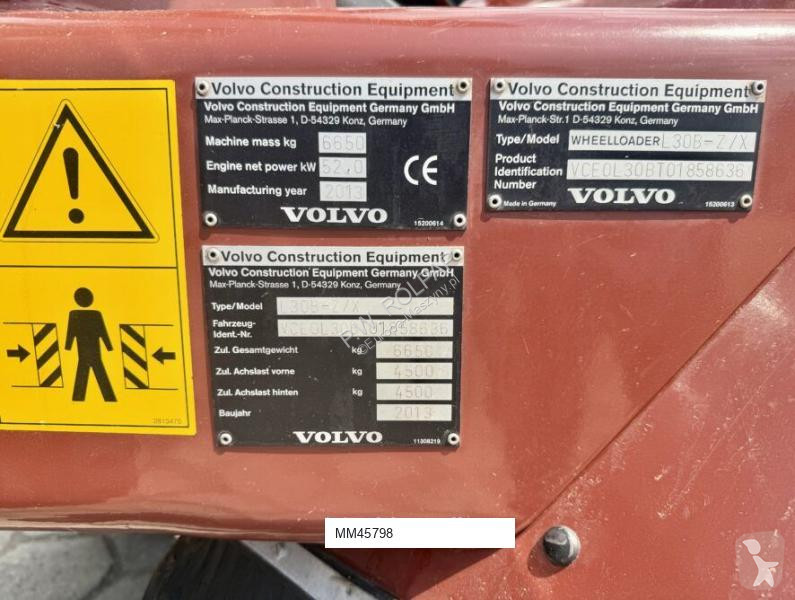 Volvo Construction Equipment
Volvo Construction Equipment Germany GmbH
Max-Planck-Strasse 1, D-54329 Konz, Germany
Machine mass kg 6650
Engine net power kW 52,0
Manufacturing year 2013
CE
VOLVO
15200614
Volvo Construction Equipment
Volvo Construction Equipment Germany GmbH
Max-Planck-Str.1 D-54329 Konz, Germany
Type/Model WHEELLOADER L30B-Z/X
Product
Identification VCE0L30BT01858636
Number
Made in Germany
VOLVO
15200613
Volvo Construction Equipment
Volvo Construction Equipment Germany GmbH
Max-Planck-Strasse 1, D-54329 Konz, Germany
Type/Model L30B-Z/X
Fahrzeug-
Ident.-Nr. VCE0L30BT01858636
Zul. Gesamtgewicht kg 6650
Zul. Achslast vorne kg 4500
Zul. Achslast hinten kg 4500
Baujahr 2013
VOLVO
11308219
MM45798